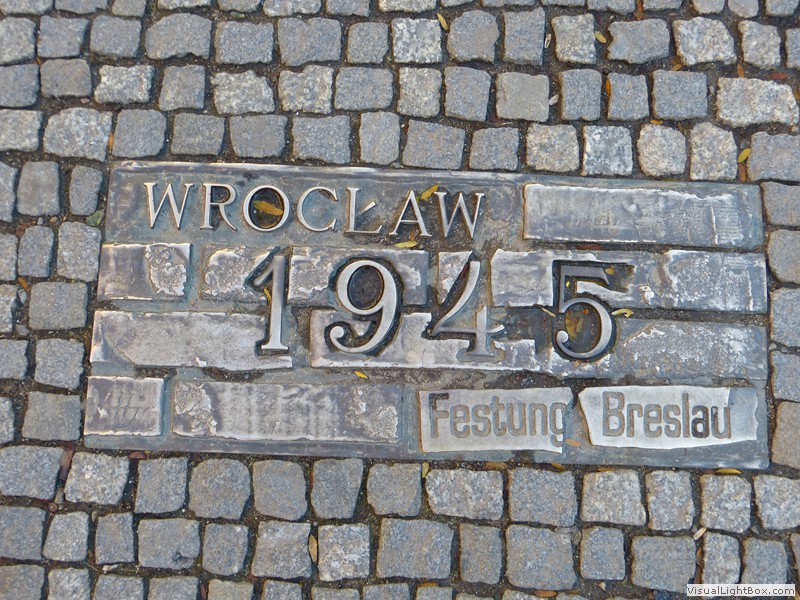 WROCŁAW
1945
Festung Breslau
VisualLightBox.com